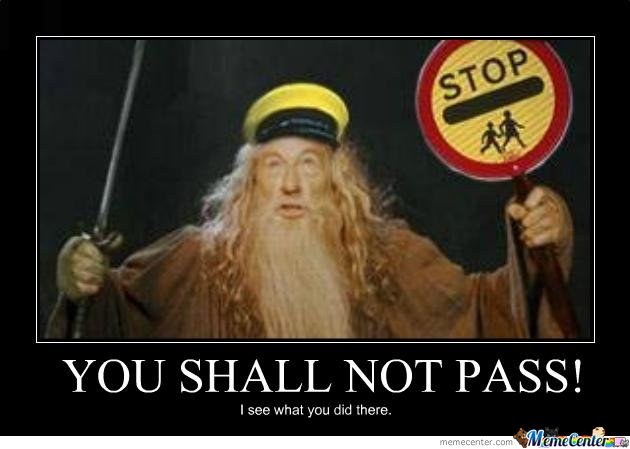 STOP
YOU SHALL NOT PASS!
I see what you did there.
memecenter.com MemeCenter